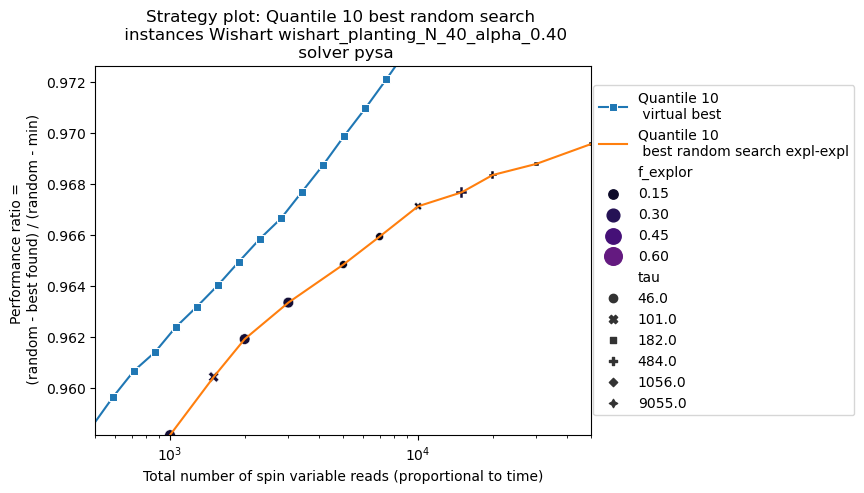 Strategy plot: Quantile 10 best random search
instances Wishart wishart_planting_N_40_alpha_0.40
solver pysa
Performance ratio =
(random - best found) / (random - min)
0.972
0.970
0.968
0.966
0.964
0.962
0.960
10^3
10^4
Total number of spin variable reads (proportional to time)
Quantile 10
virtual best
Quantile 10
best random search expl-expl
f_explor
0.15
0.30
0.45
0.60
tau
46.0
101.0
182.0
484.0
1056.0
9055.0